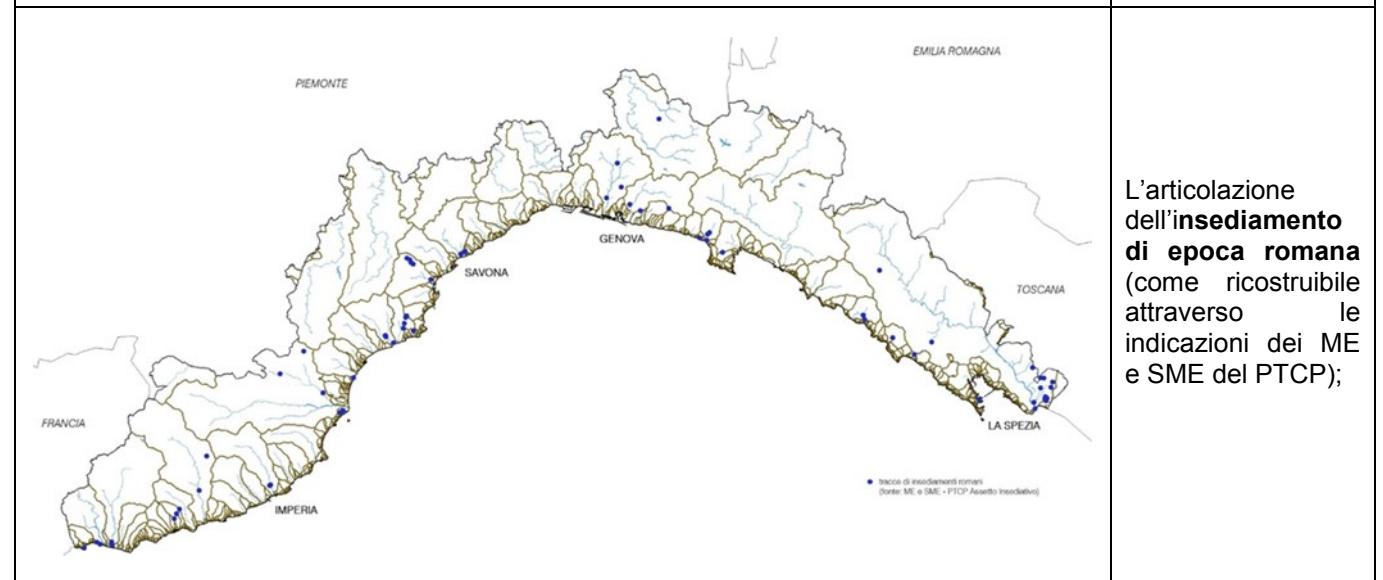 EMILIA ROMAGNA
PIEMONTE
GENOVA
SAVONA
TOSCANA
FRANCIA
LA SPEZIA
IMPERIA
tracce di insediamenti romani
(fonte: ME e SME - PTCP Assetto Insediativo)
L'articolazione
dell'insediamento
di epoca romana
(come ricostruibile
attraverso le
indicazioni dei ME
e SME del PTCP);